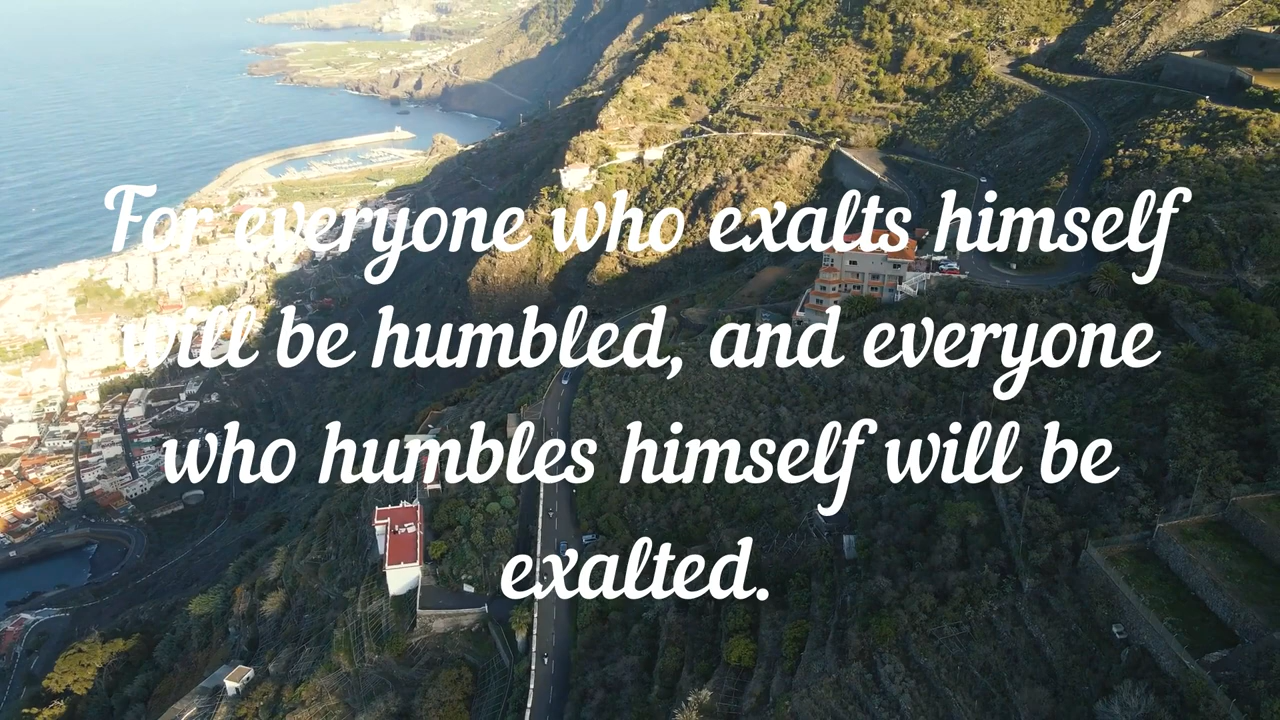 For everyone who exalts himself
will be humbled, and everyone
who humbles himself will be
exalted.